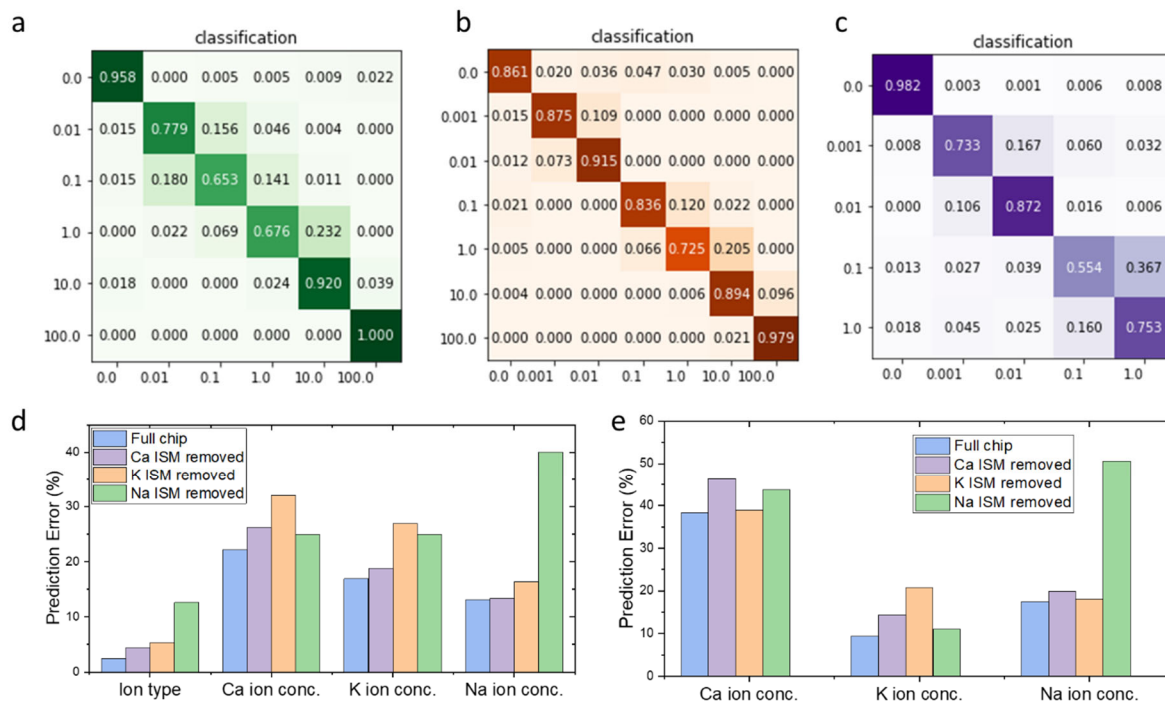 a
classification
0.0 0.958 0.000 0.005 0.005 0.009 0.022
0.01 0.015 0.779 0.156 0.046 0.004 0.000
0.1 0.015 0.180 0.653 0.141 0.011 0.000
1.0 0.000 0.022 0.069 0.676 0.232 0.000
10.0 0.018 0.000 0.000 0.024 0.920 0.039
100.0 0.000 0.000 0.000 0.000 0.000 1.000
0.0 0.01 0.1 1.0 10.0 100.0
b
classification
0.0 0.861 0.020 0.036 0.047 0.030 0.005 0.000
0.001 0.015 0.875 0.109 0.000 0.000 0.000 0.000
0.01 0.012 0.073 0.915 0.000 0.000 0.000 0.000
0.1 0.021 0.000 0.000 0.836 0.120 0.022 0.000
1.0 0.005 0.000 0.000 0.066 0.725 0.205 0.000
10.0 0.004 0.000 0.000 0.000 0.006 0.894 0.096
100.0 0.000 0.000 0.000 0.000 0.000 0.021 0.979
0.0 0.001 0.01 0.1 1.0 10.0 100.0
c
classification
0.0 0.982 0.003 0.001 0.006 0.008
0.001 0.008 0.733 0.167 0.060 0.032
0.01 0.000 0.106 0.872 0.016 0.006
0.1 0.013 0.027 0.039 0.554 0.367
1.0 0.018 0.045 0.025 0.160 0.753
0.0 0.001 0.01 0.1 1.0
d
Prediction Error (%)
40
30
20
10
0
Full chip
Ca ISM removed
K ISM removed
Na ISM removed
Ion type Ca ion conc. K ion conc. Na ion conc.
e
Prediction Error (%)
60
50
40
30
20
10
0
Full chip
Ca ISM removed
K ISM removed
Na ISM removed
Ca ion conc. K ion conc. Na ion conc.